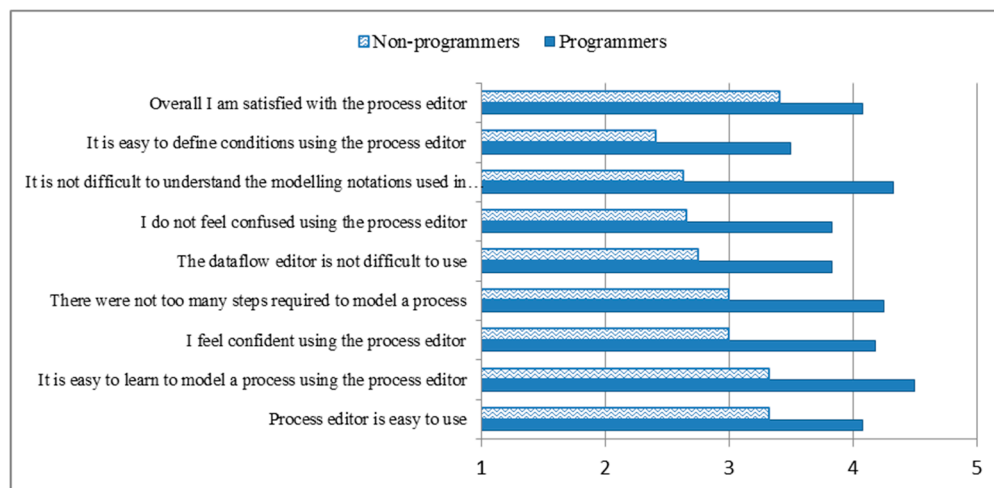 Non-programmers Programmers
Overall I am satisfied with the process editor
It is easy to define conditions using the process editor
It is not difficult to understand the modelling notations used in…
I do not feel confused using the process editor
The dataflow editor is not difficult to use
There were not too many steps required to model a process
I feel confident using the process editor
It is easy to learn to model a process using the process editor
Process editor is easy to use
1 2 3 4 5